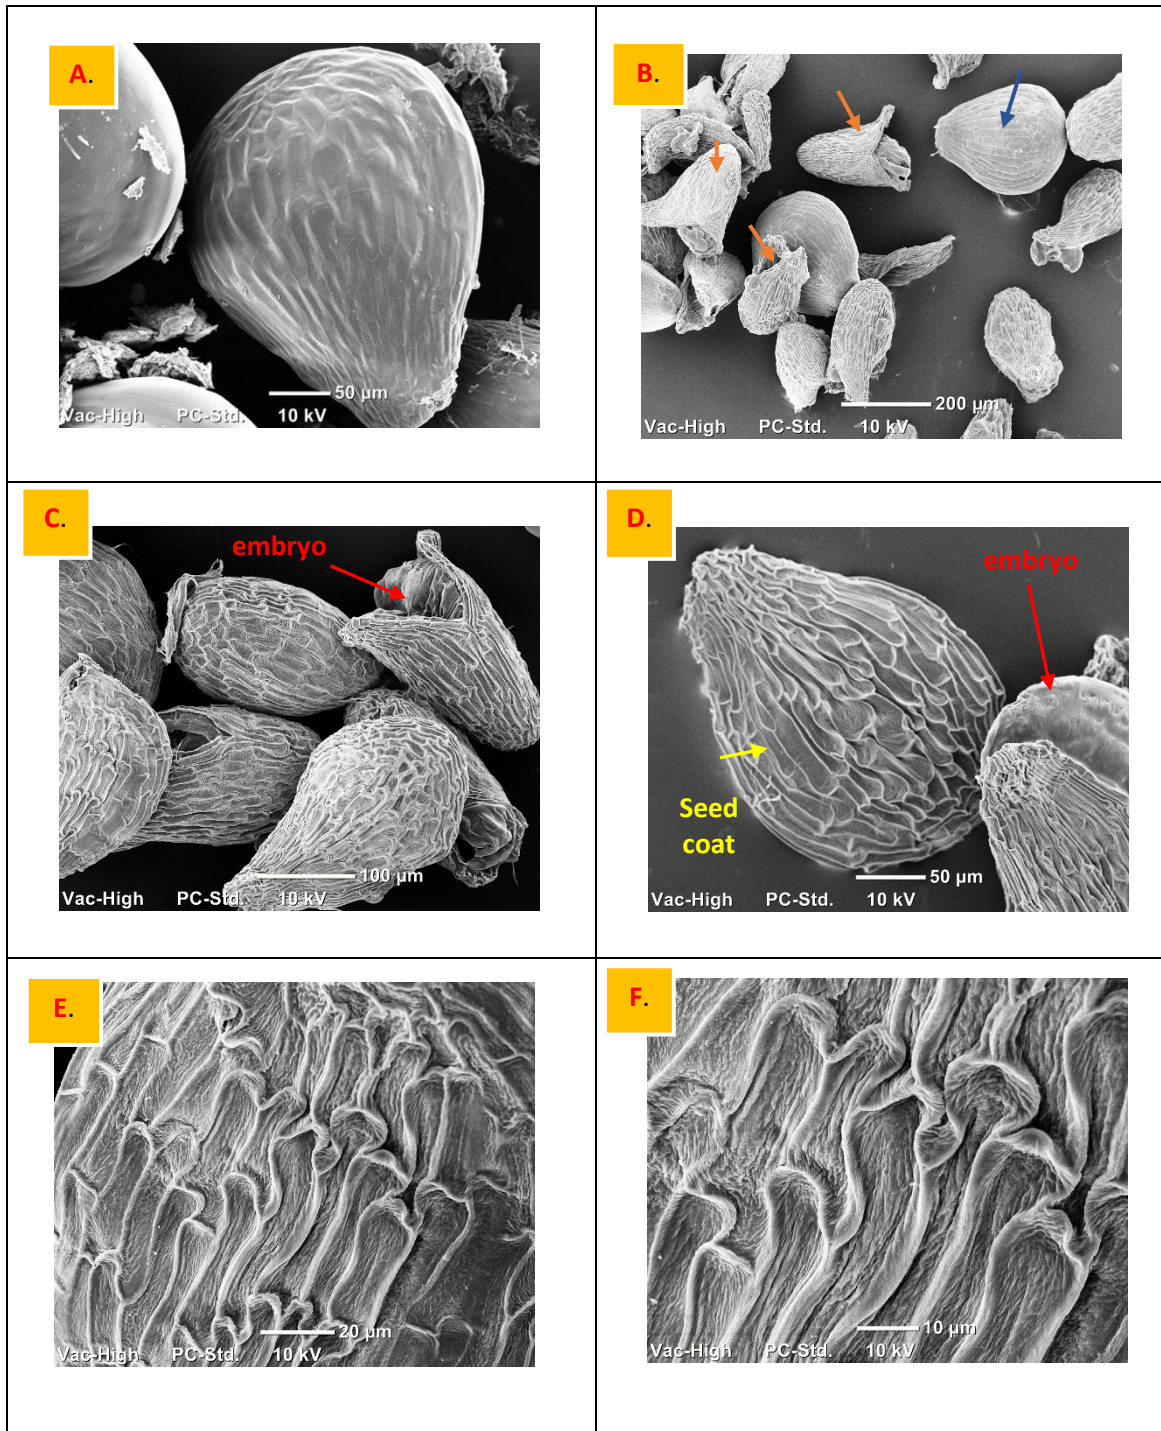 A.
50 µm
Vac-High PC-Std. 10 kV
B.
200 µm
Vac-High PC-Std. 10 kV
C.
embryo
100 µm
Vac-High PC-Std. 10 kV
D.
embryo
Seed
coat
50 µm
Vac-High PC-Std. 10 kV
E.
20 µm
Vac-High PC-Std. 10 kV
F.
10 µm
Vac-High PC-Std. 10 kV